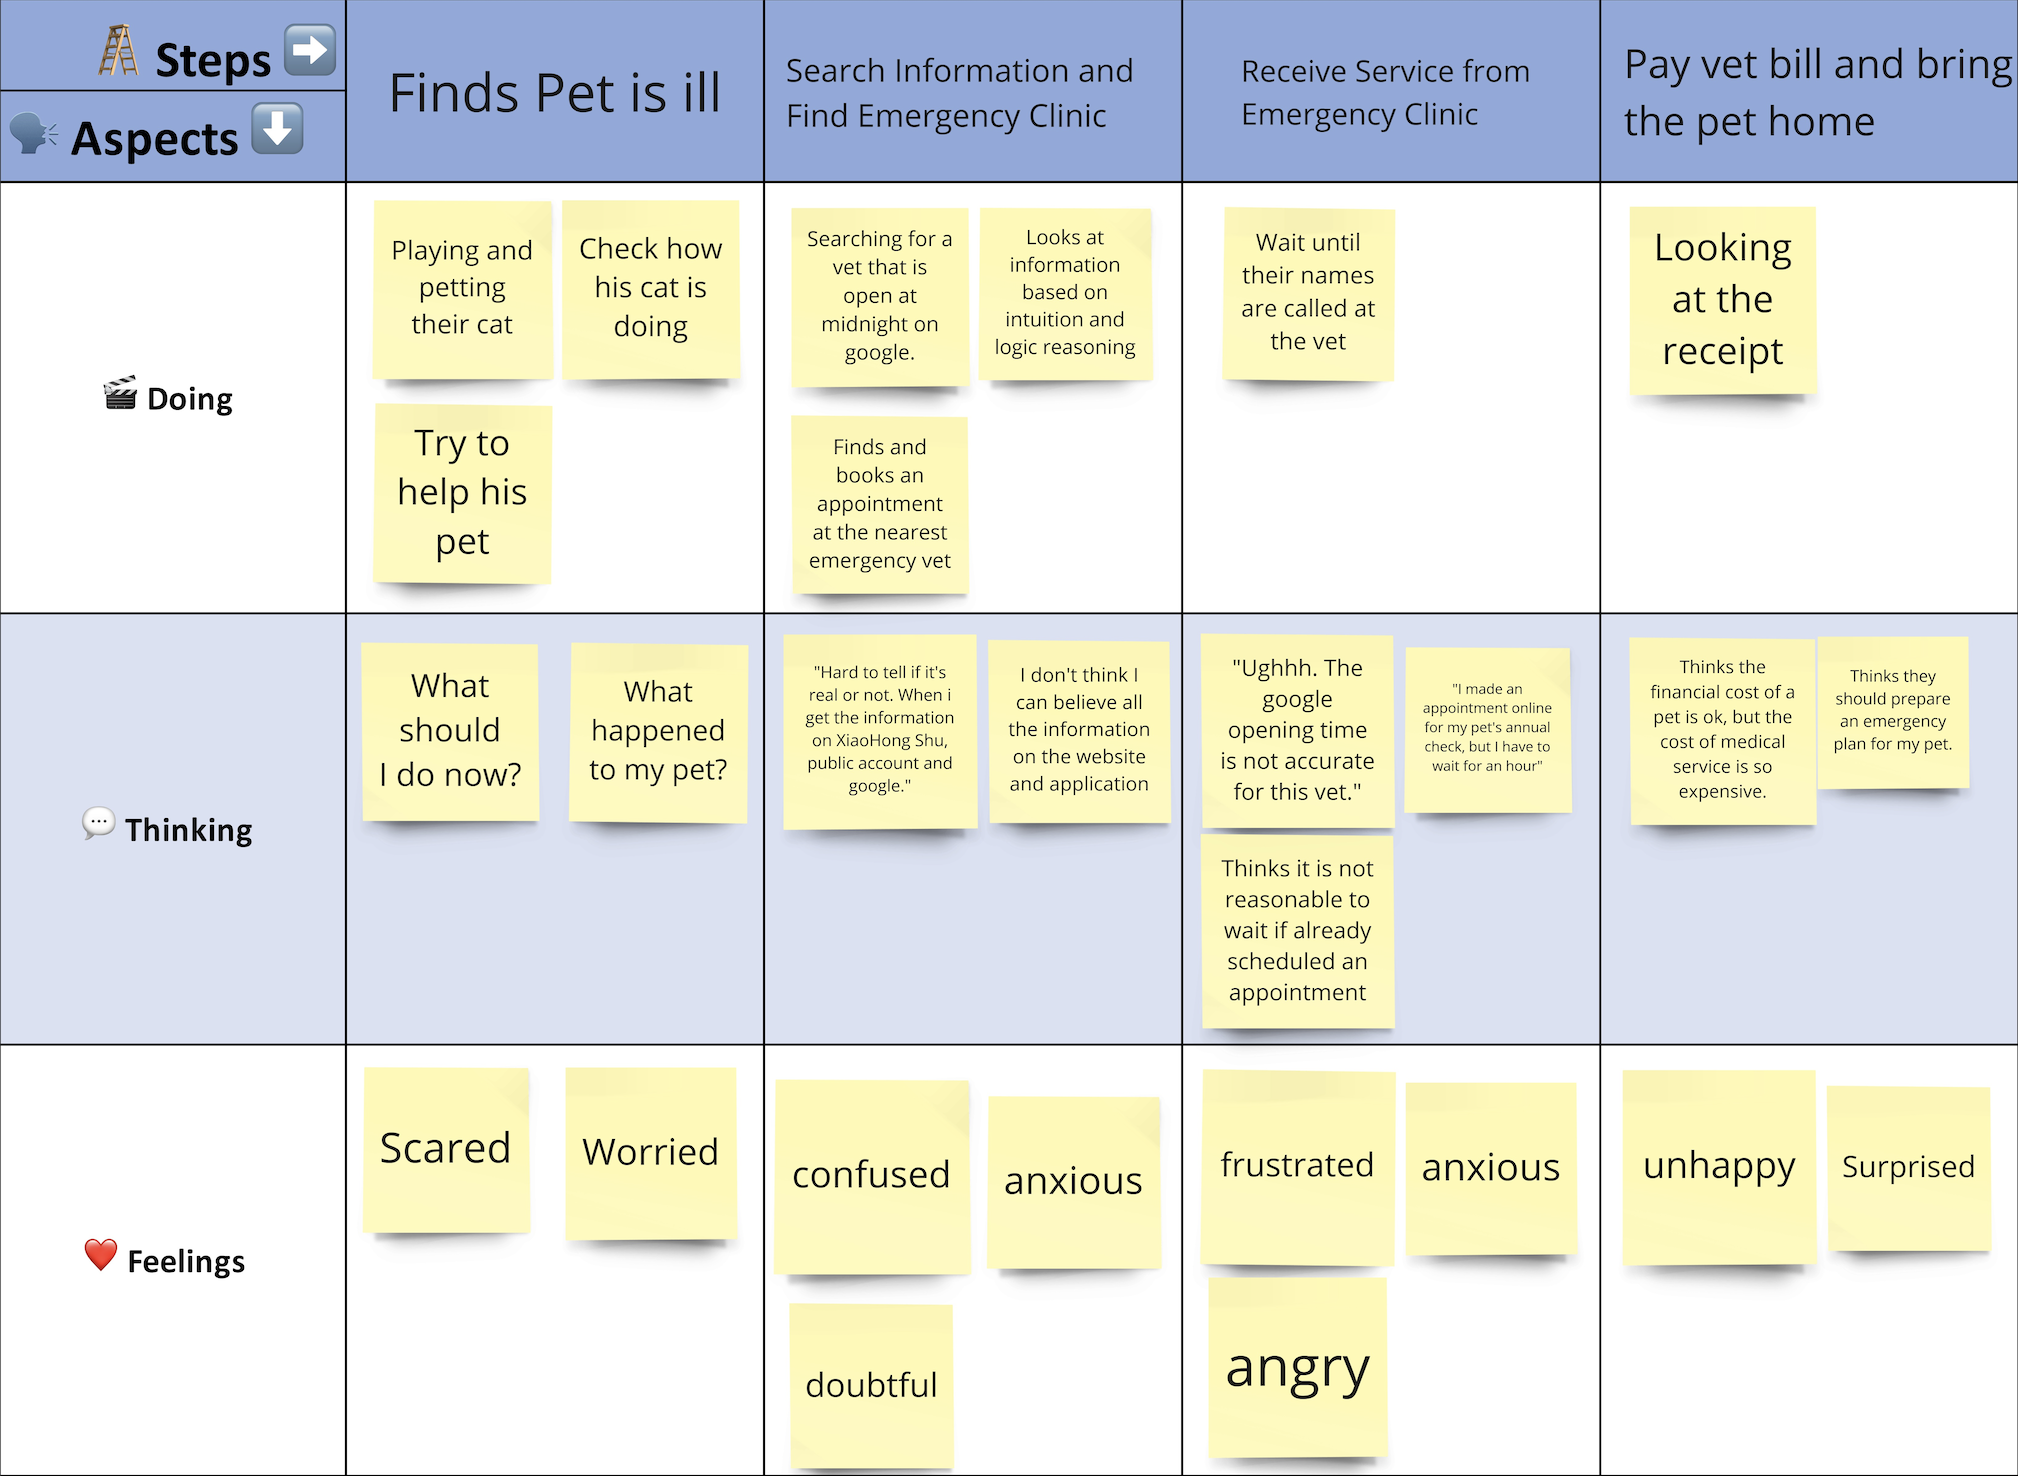 Steps
Aspects
Finds Pet is ill
Search Information and
Find Emergency Clinic
Receive Service from
Emergency Clinic
Pay vet bill and bring
the pet home
Doing
Playing and
petting
their cat
Check how
his cat is
doing
Try to
help his
pet
Searching for a
vet that is
open at
midnight on
google.
Looks at
information
based on
intuition and
logic reasoning
Finds and
books an
appointment
at the nearest
emergency vet
Wait until
their names
are called at
the vet
Looking
at the
receipt
Thinking
What
should
I do now?
What
happened
to my pet?
"Hard to tell if it's
real or not. When i
get the information
on XiaoHong Shu,
public account and
google."
I don't think I
can believe all
the information
on the website
and application
"Ughhh. The
google
opening time
is not accurate
for this vet."
"I made an
appointment online
for my pet's annual
check, but I have to
wait for an hour"
Thinks it is not
reasonable to
wait if already
scheduled an
appointment
Thinks the
financial cost of a
pet is ok, but the
cost of medical
service is so
expensive.
Thinks they
should prepare
an emergency
plan for my pet.
Feelings
Scared
Worried
confused
anxious
doubtful
frustrated
anxious
angry
unhappy
Surprised